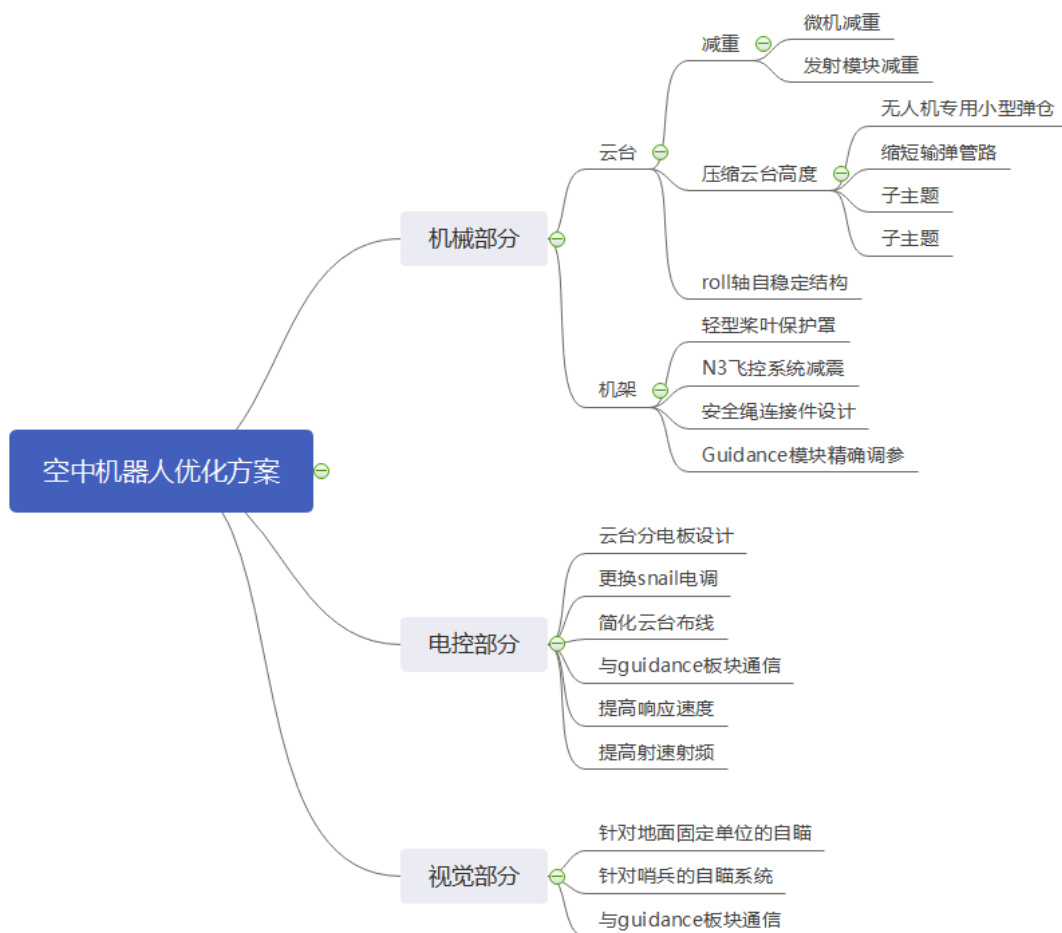 空中机器人优化方案
机械部分
云台
减重
微机减重
发射模块减重
压缩云台高度
无人机专用小型弹仓
缩短输弹管路
子主题
子主题
roll轴自稳定结构
机架
轻型桨叶保护罩
N3飞控系统减震
安全绳连接件设计
Guidance模块精确调参
电控部分
云台分电板设计
更换snail电调
简化云台布线
与guidance板块通信
提高响应速度
提高射速射频
视觉部分
针对地面固定单位的自瞄
针对哨兵的自瞄系统
与guidance板块通信